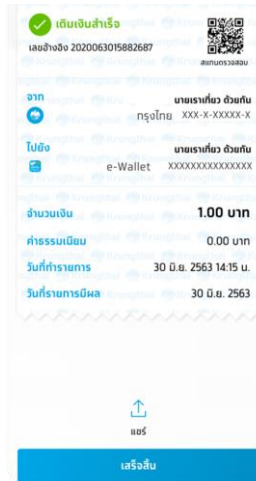 เติมเงินสำเร็จ
เลขอ้างอิง 2020063015882687
สแกนตรวจสอบ
จาก
นายเราเที่ยว ด้วยกัน
กรุงไทย XXX-X-XXXXX-X
ไปยัง
นายเราเที่ยว ด้วยกัน
e-Wallet XXXXXXXXXXXXXXX
จำนวนเงิน 1.00 บาท
ค่าธรรมเนียม 0.00 บาท
วันที่ทำรายการ 30 มิ.ย. 2563 14:15 น.
วันที่รายการมีผล 30 มิ.ย. 2563
แชร์
เสร็จสิ้น